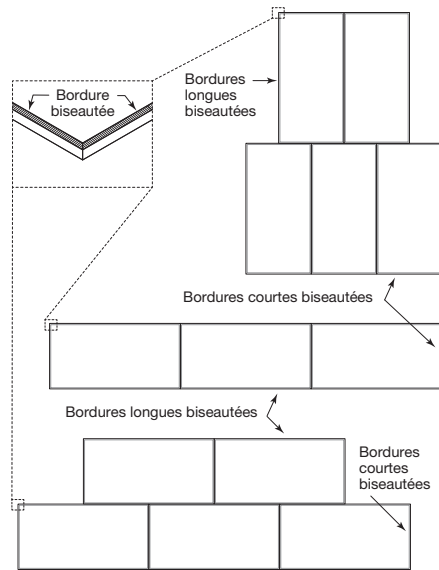 Bordure
biseautée
Bordures
longues
biseautées
Bordures courtes biseautées
Bordures longues biseautées
Bordures
courtes
biseautées